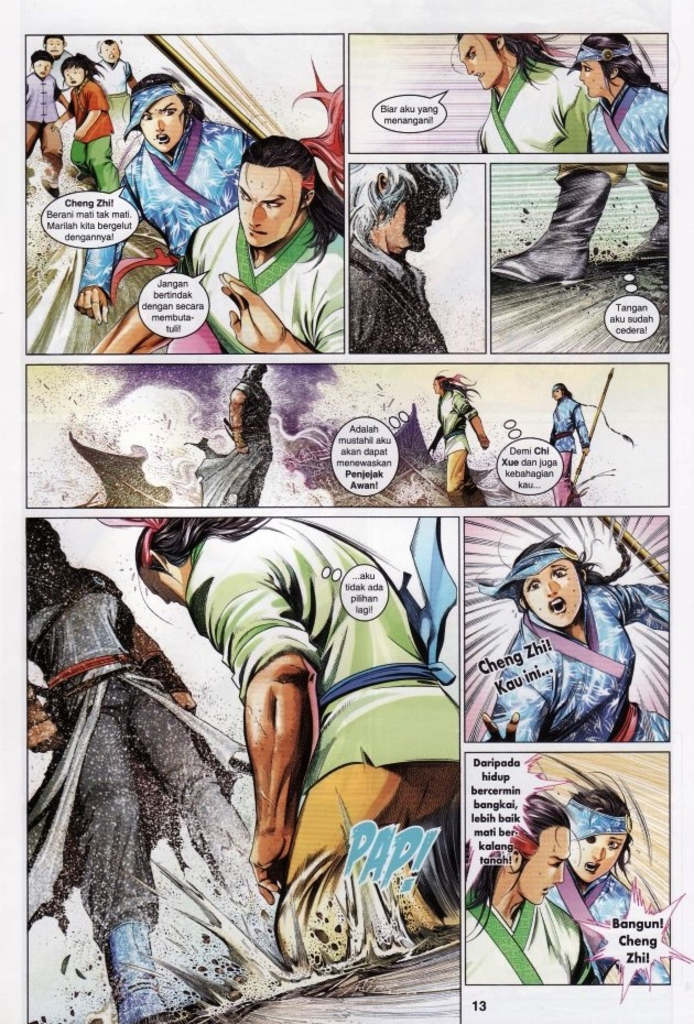 Cheng Zhi!
Berani mati tak mati.
Marilah kita bergelut
dengannya!
Jangan
bertindak
dengan secara
membuta-
tuli!
Biar aku yang
menangani!
Tangan
aku sudah
cedera!
Adalah
mustahil aku
akan dapat
menewaskan
Penjejak
Awan!
Demi Chi
Xue dan juga
kebahagian
kau...
...aku
tidak ada
pilihan
lagi!
PAP!
Cheng Zhi!
Kau ini...
Daripada
hidup
bercermin
bangkai,
lebih baik
mati ber-
kalang
tanah!
Bangun!
Cheng
Zhi!
13